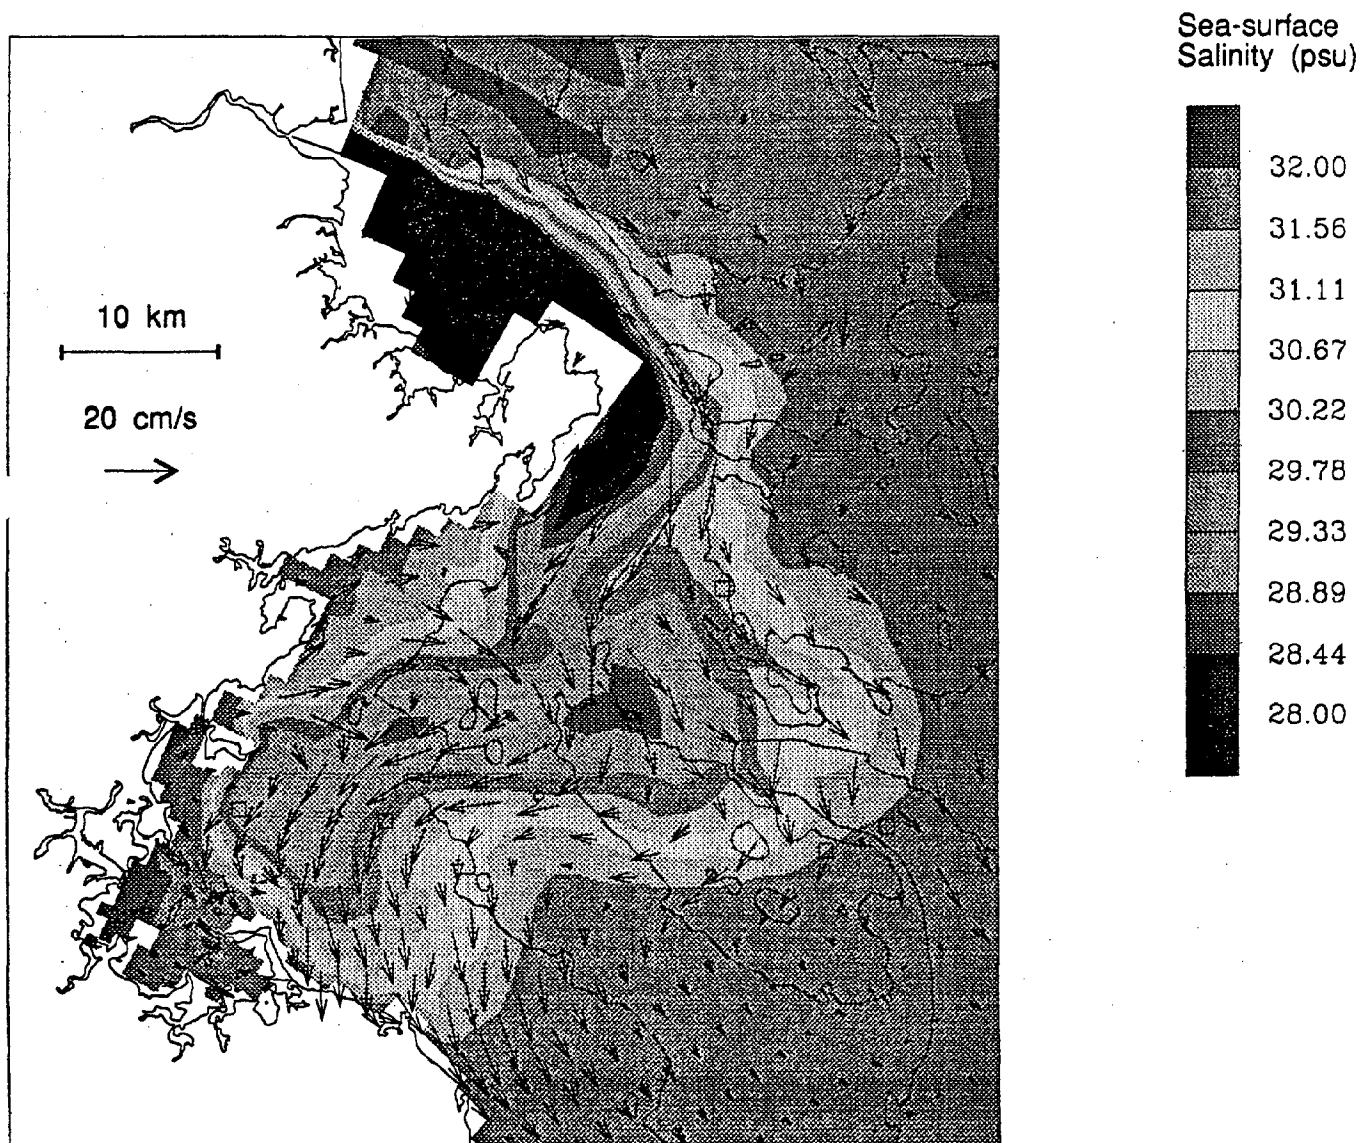 Sea-surface
Salinity (psu)
32.00
31.56
31.11
30.67
30.22
29.78
29.33
28.89
28.44
28.00
10 km
20 cm/s